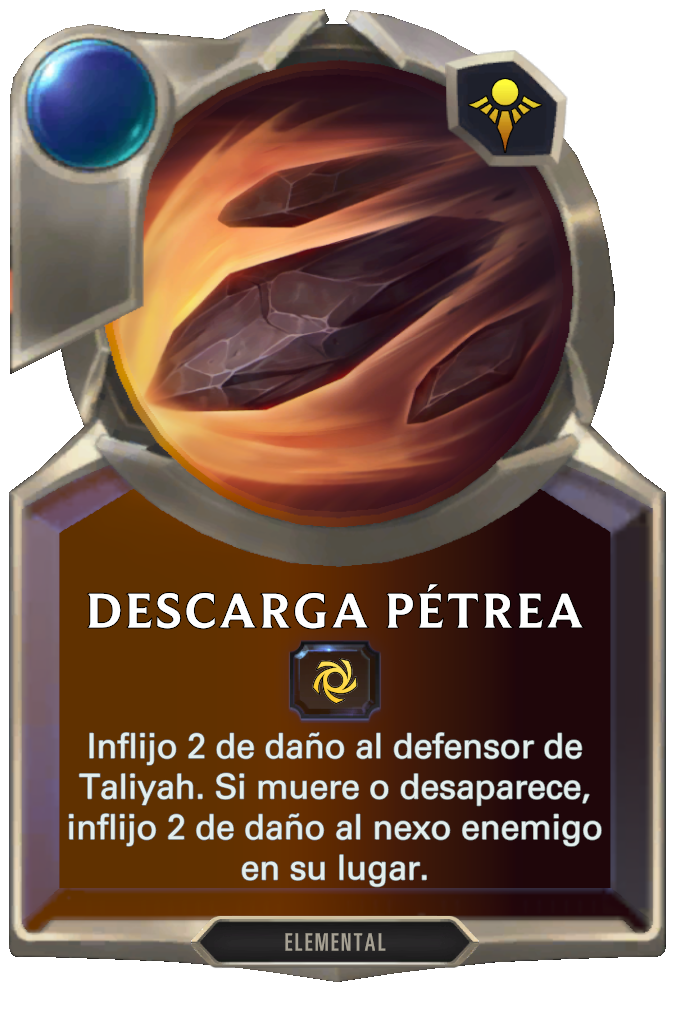 DESCARGA PÉTREA
Inflijo 2 de daño al defensor de
Taliyah. Si muere o desaparece,
inflijo 2 de daño al nexo enemigo
en su lugar.
ELEMENTAL